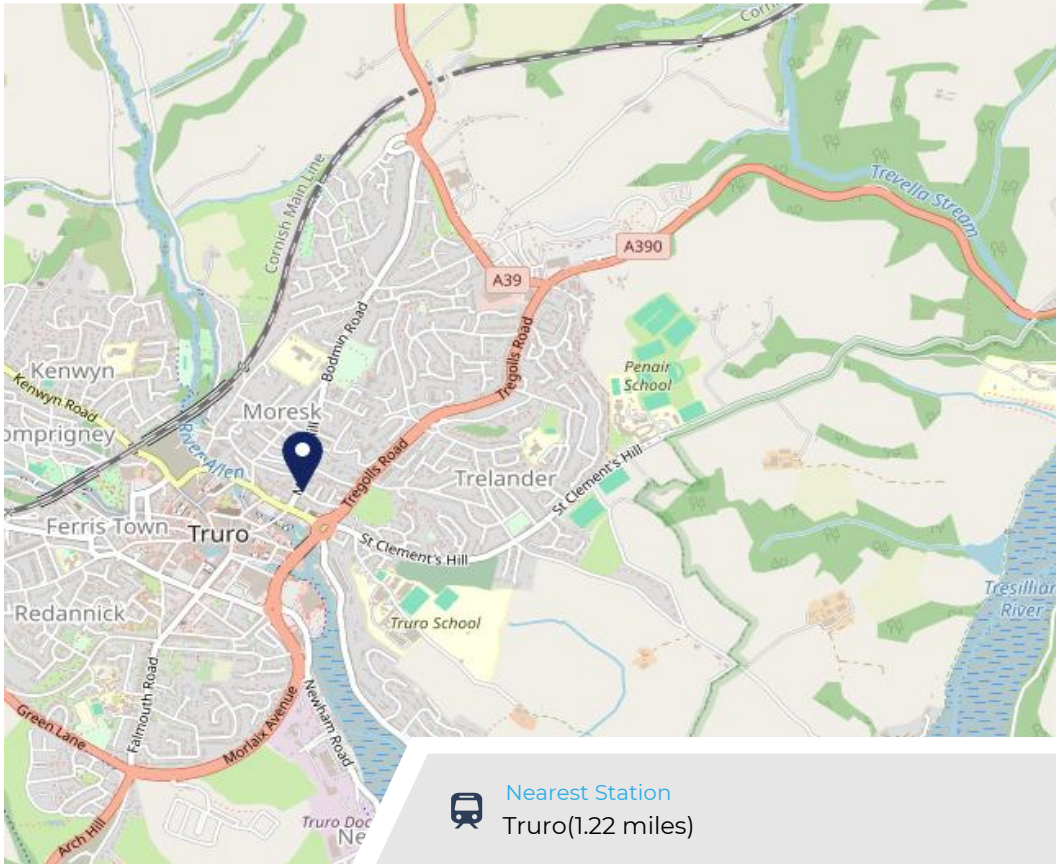 Corni
Cornish Main Line
Trevella Stream
A390
A39
Bodmin Road
Tregolls Road
Penair
School
Kenwyn
Kenwyn Road
Moresk
omprigney
River Allen
Hill
Tregolls Road
Trelander
St Clement's Hill
Ferris Town
Truro
St Clement's Hill
Tresillian
River
Redannick
Truro School
Falmouth Road
Green Lane
Morlaix Avenue
Newham Road
Arch Hill
Truro Doc
Ne
Nearest Station
Truro(1.22 miles)